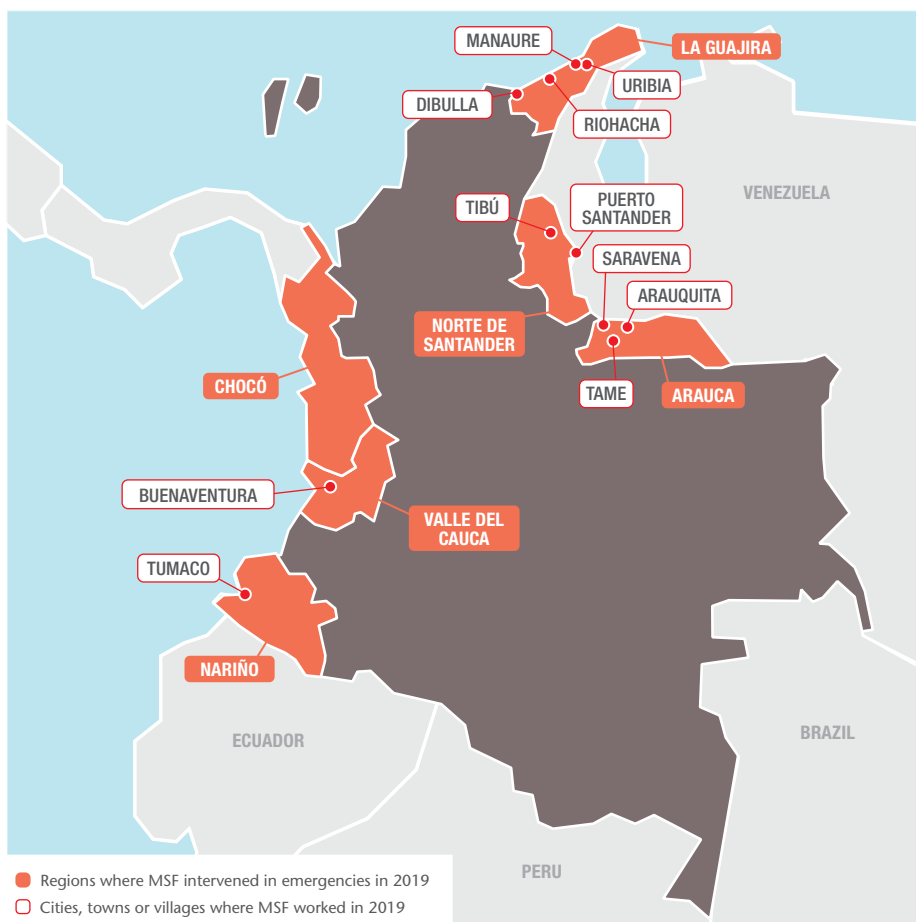 MANAURE
LA GUAJIRA
URIBIA
DIBULLA
RIOHACHA
VENEZUELA
TIBÚ
PUERTO
SANTANDER
SARAVENA
ARAUQUITA
NORTE DE
SANTANDER
CHOCÓ
TAME
ARAUCA
BUENAVENTURA
VALLE DEL
CAUCA
TUMACO
NARIÑO
ECUADOR
BRAZIL
PERU
Regions where MSF intervened in emergencies in 2019
Cities, towns or villages where MSF worked in 2019